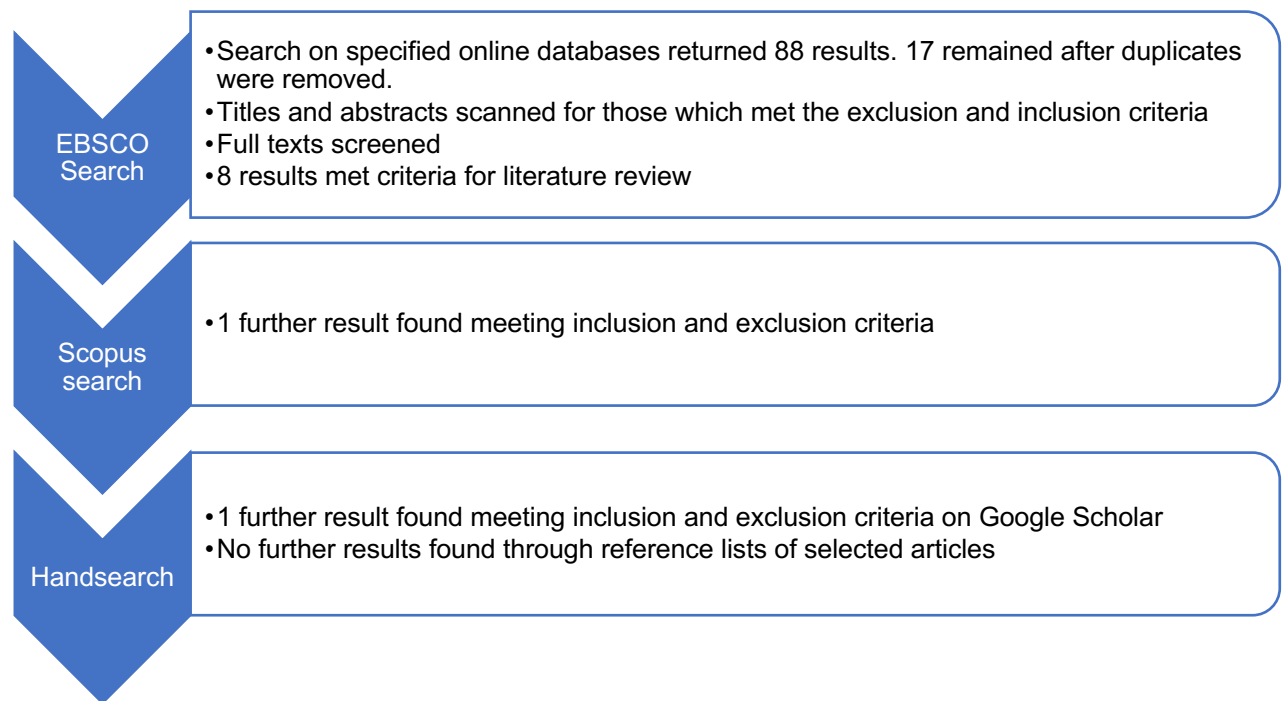 EBSCO
Search
•Search on specified online databases returned 88 results. 17 remained after duplicates
were removed.
•Titles and abstracts scanned for those which met the exclusion and inclusion criteria
•Full texts screened
•8 results met criteria for literature review
Scopus
search
•1 further result found meeting inclusion and exclusion criteria
Handsearch
•1 further result found meeting inclusion and exclusion criteria on Google Scholar
•No further results found through reference lists of selected articles